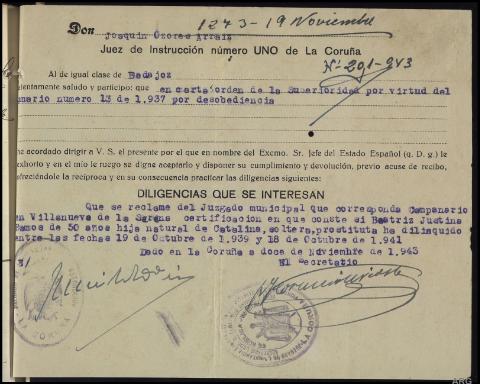 1273-19 Noviembre
Don Joaquin Ozores Arraiz
Juez de Instrucción número UNO de La Coruña
Nº 291-943
Al de igual clase de Badajoz
atentamente saludo y participo: que en carta orden de la Superioridad por virtud del
numero 13 de 1.937 por desobediencia
he acordado dirigir a V. S. el presente por el que en nombre del Excmo. Sr. Jefe del Estado Español (q. D. g.) le
exhorto y en el mío le ruego se digne aceptarlo y disponer su cumplimiento y devolución, previo acuse de recibo,
ofreciéndole la recíproca y en su consecuencia practicar las diligencias siguientes:
DILIGENCIAS QUE SE INTERESAN
Que se reclame del Juzgado municipal que corresponda Campanario
en Villanueva de la Serena certificación en que conste si Beatriz Justina
Ramos de 50 años hija natural de Catalina, soltera, prostituta ha dilinquido
entre las fechas 19 de Octubre de 1.939 y 18 de Octubre de 1.941
Dado en la Coruña a doce de Noviembre de 1.943
El Secretario
ARG